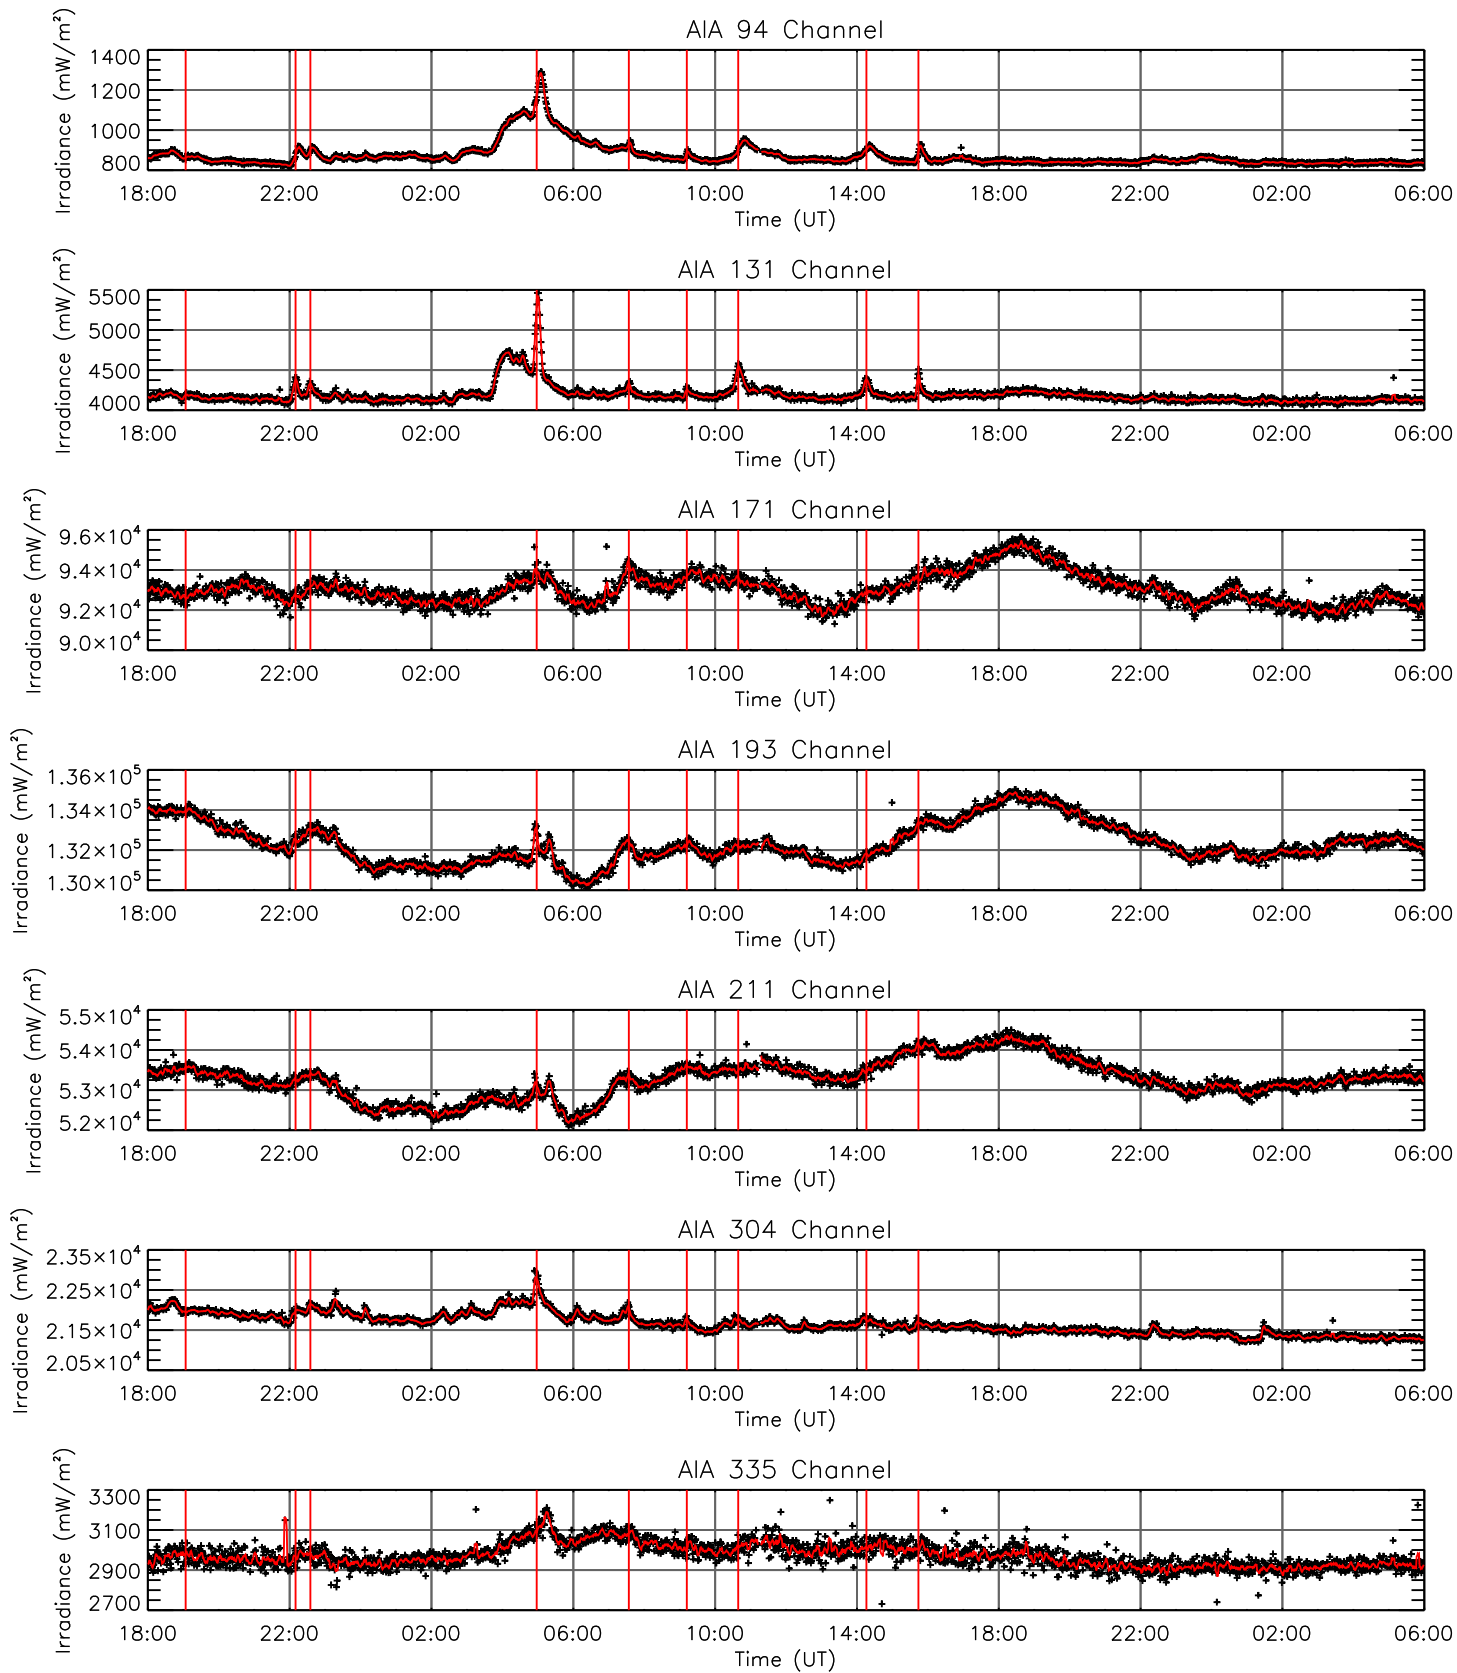 AIA 94 Channel
Irradiance (mW/m²)
1400
1200
1000
800
18:00 22:00 02:00 06:00 10:00 14:00 18:00 22:00 02:00 06:00
Time (UT)
AIA 131 Channel
Irradiance (mW/m²)
5500
5000
4500
4000
18:00 22:00 02:00 06:00 10:00 14:00 18:00 22:00 02:00 06:00
Time (UT)
AIA 171 Channel
Irradiance (mW/m²)
9.6×10⁴
9.4×10⁴
9.2×10⁴
9.0×10⁴
18:00 22:00 02:00 06:00 10:00 14:00 18:00 22:00 02:00 06:00
Time (UT)
AIA 193 Channel
Irradiance (mW/m²)
1.36×10⁵
1.34×10⁵
1.32×10⁵
1.30×10⁵
18:00 22:00 02:00 06:00 10:00 14:00 18:00 22:00 02:00 06:00
Time (UT)
AIA 211 Channel
Irradiance (mW/m²)
5.5×10⁴
5.4×10⁴
5.3×10⁴
5.2×10⁴
18:00 22:00 02:00 06:00 10:00 14:00 18:00 22:00 02:00 06:00
Time (UT)
AIA 304 Channel
Irradiance (mW/m²)
2.35×10⁴
2.25×10⁴
2.15×10⁴
2.05×10⁴
18:00 22:00 02:00 06:00 10:00 14:00 18:00 22:00 02:00 06:00
Time (UT)
AIA 335 Channel
Irradiance (mW/m²)
3300
3100
2900
2700
18:00 22:00 02:00 06:00 10:00 14:00 18:00 22:00 02:00 06:00
Time (UT)